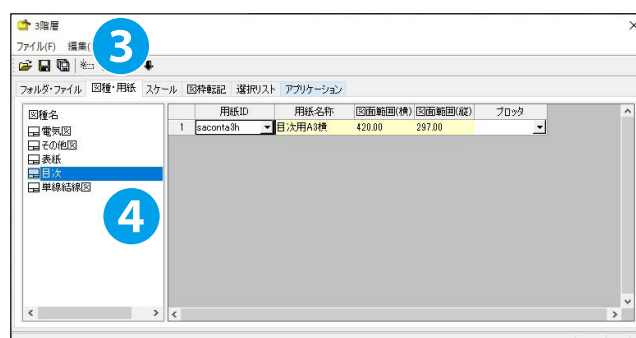 3階層
ファイル(F) 編集(
3
フォルダ・ファイル 図種・用紙 スケール 図枠転記 選択リスト アプリケーション
図種名
電気図
その他図
表紙
目次
単線結線図
4
用紙ID 用紙名称 図面範囲(横) 図面範囲(縦) プロッタ
1 saconta3h 目次用A3横 420.00 297.00